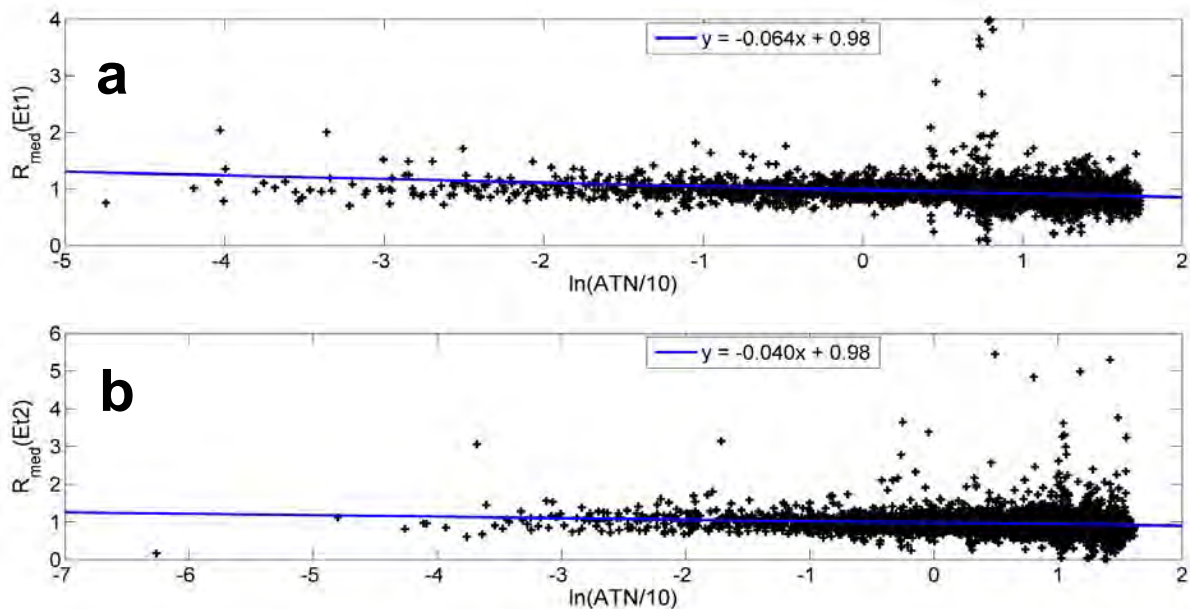 a
y = -0.064x + 0.98
R_med(Et1)
4
3
2
1
0
-5 -4 -3 -2 -1 0 1 2
ln(ATN/10)
b
y = -0.040x + 0.98
R_med(Et2)
6
5
4
3
2
1
0
-7 -6 -5 -4 -3 -2 -1 0 1 2
ln(ATN/10)